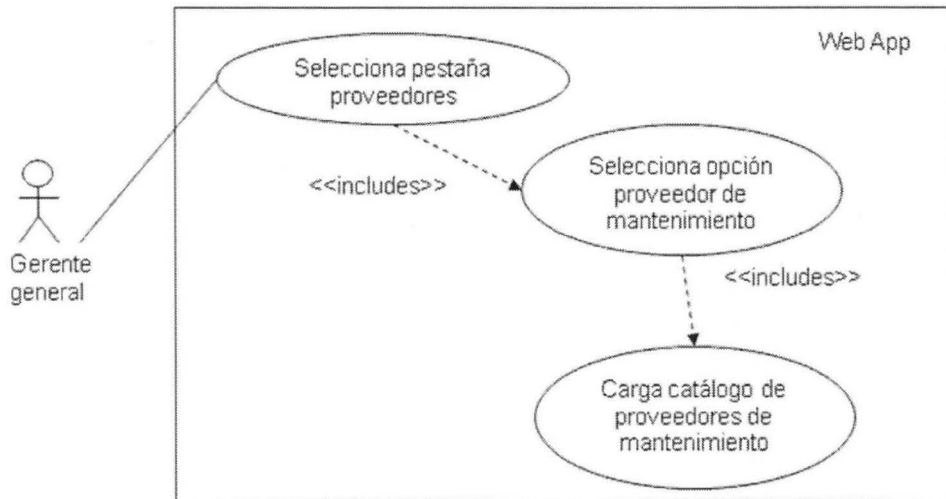 Web App
Selecciona pestaña
proveedores
<<includes>>
Selecciona opción
proveedor de
mantenimiento
Gerente
general
<<includes>>
Carga catálogo de
proveedores de
mantenimiento